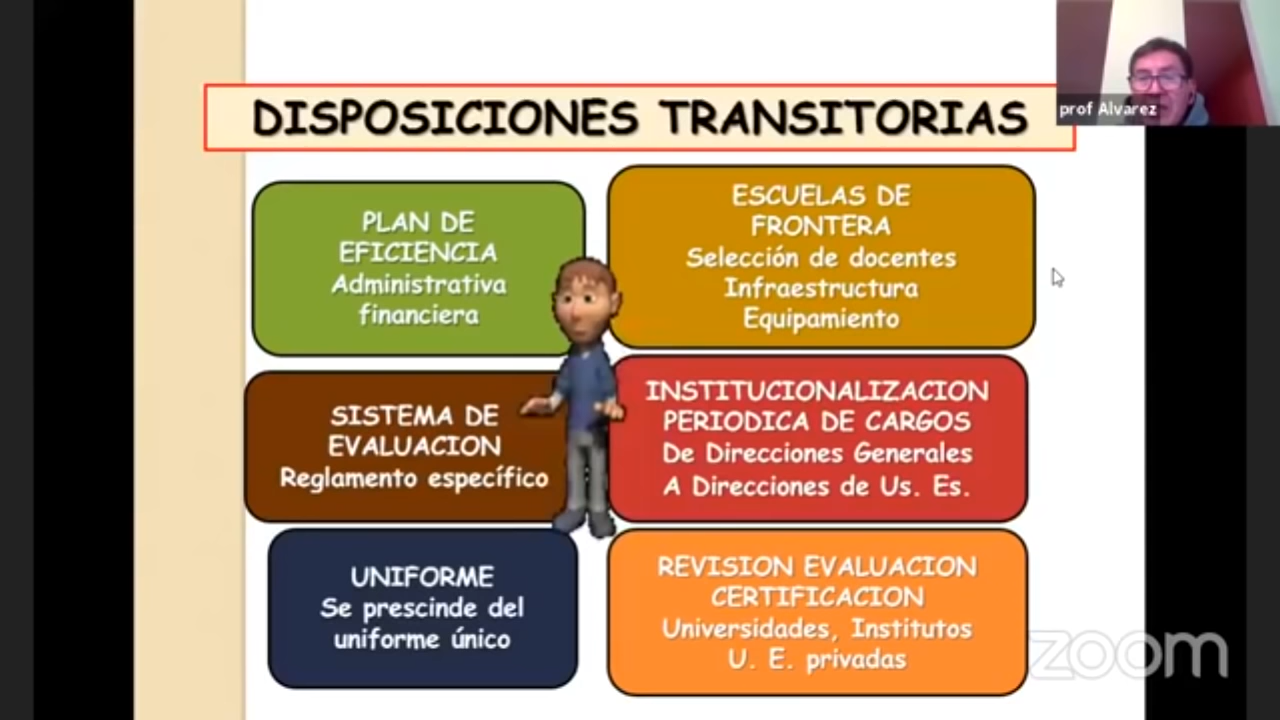 DISPOSICIONES TRANSITORIAS
prof Alvarez
PLAN DE
EFICIENCIA
Administrativa
financiera
ESCUELAS DE
FRONTERA
Selección de docentes
Infraestructura
Equipamiento
SISTEMA DE
EVALUACION
Reglamento específico
INSTITUCIONALIZACION
PERIODICA DE CARGOS
De Direcciones Generales
A Direcciones de Us. Es.
UNIFORME
Se prescinde del
uniforme único
REVISION EVALUACION
CERTIFICACION
Universidades, Institutos
U. E. privadas
zoom